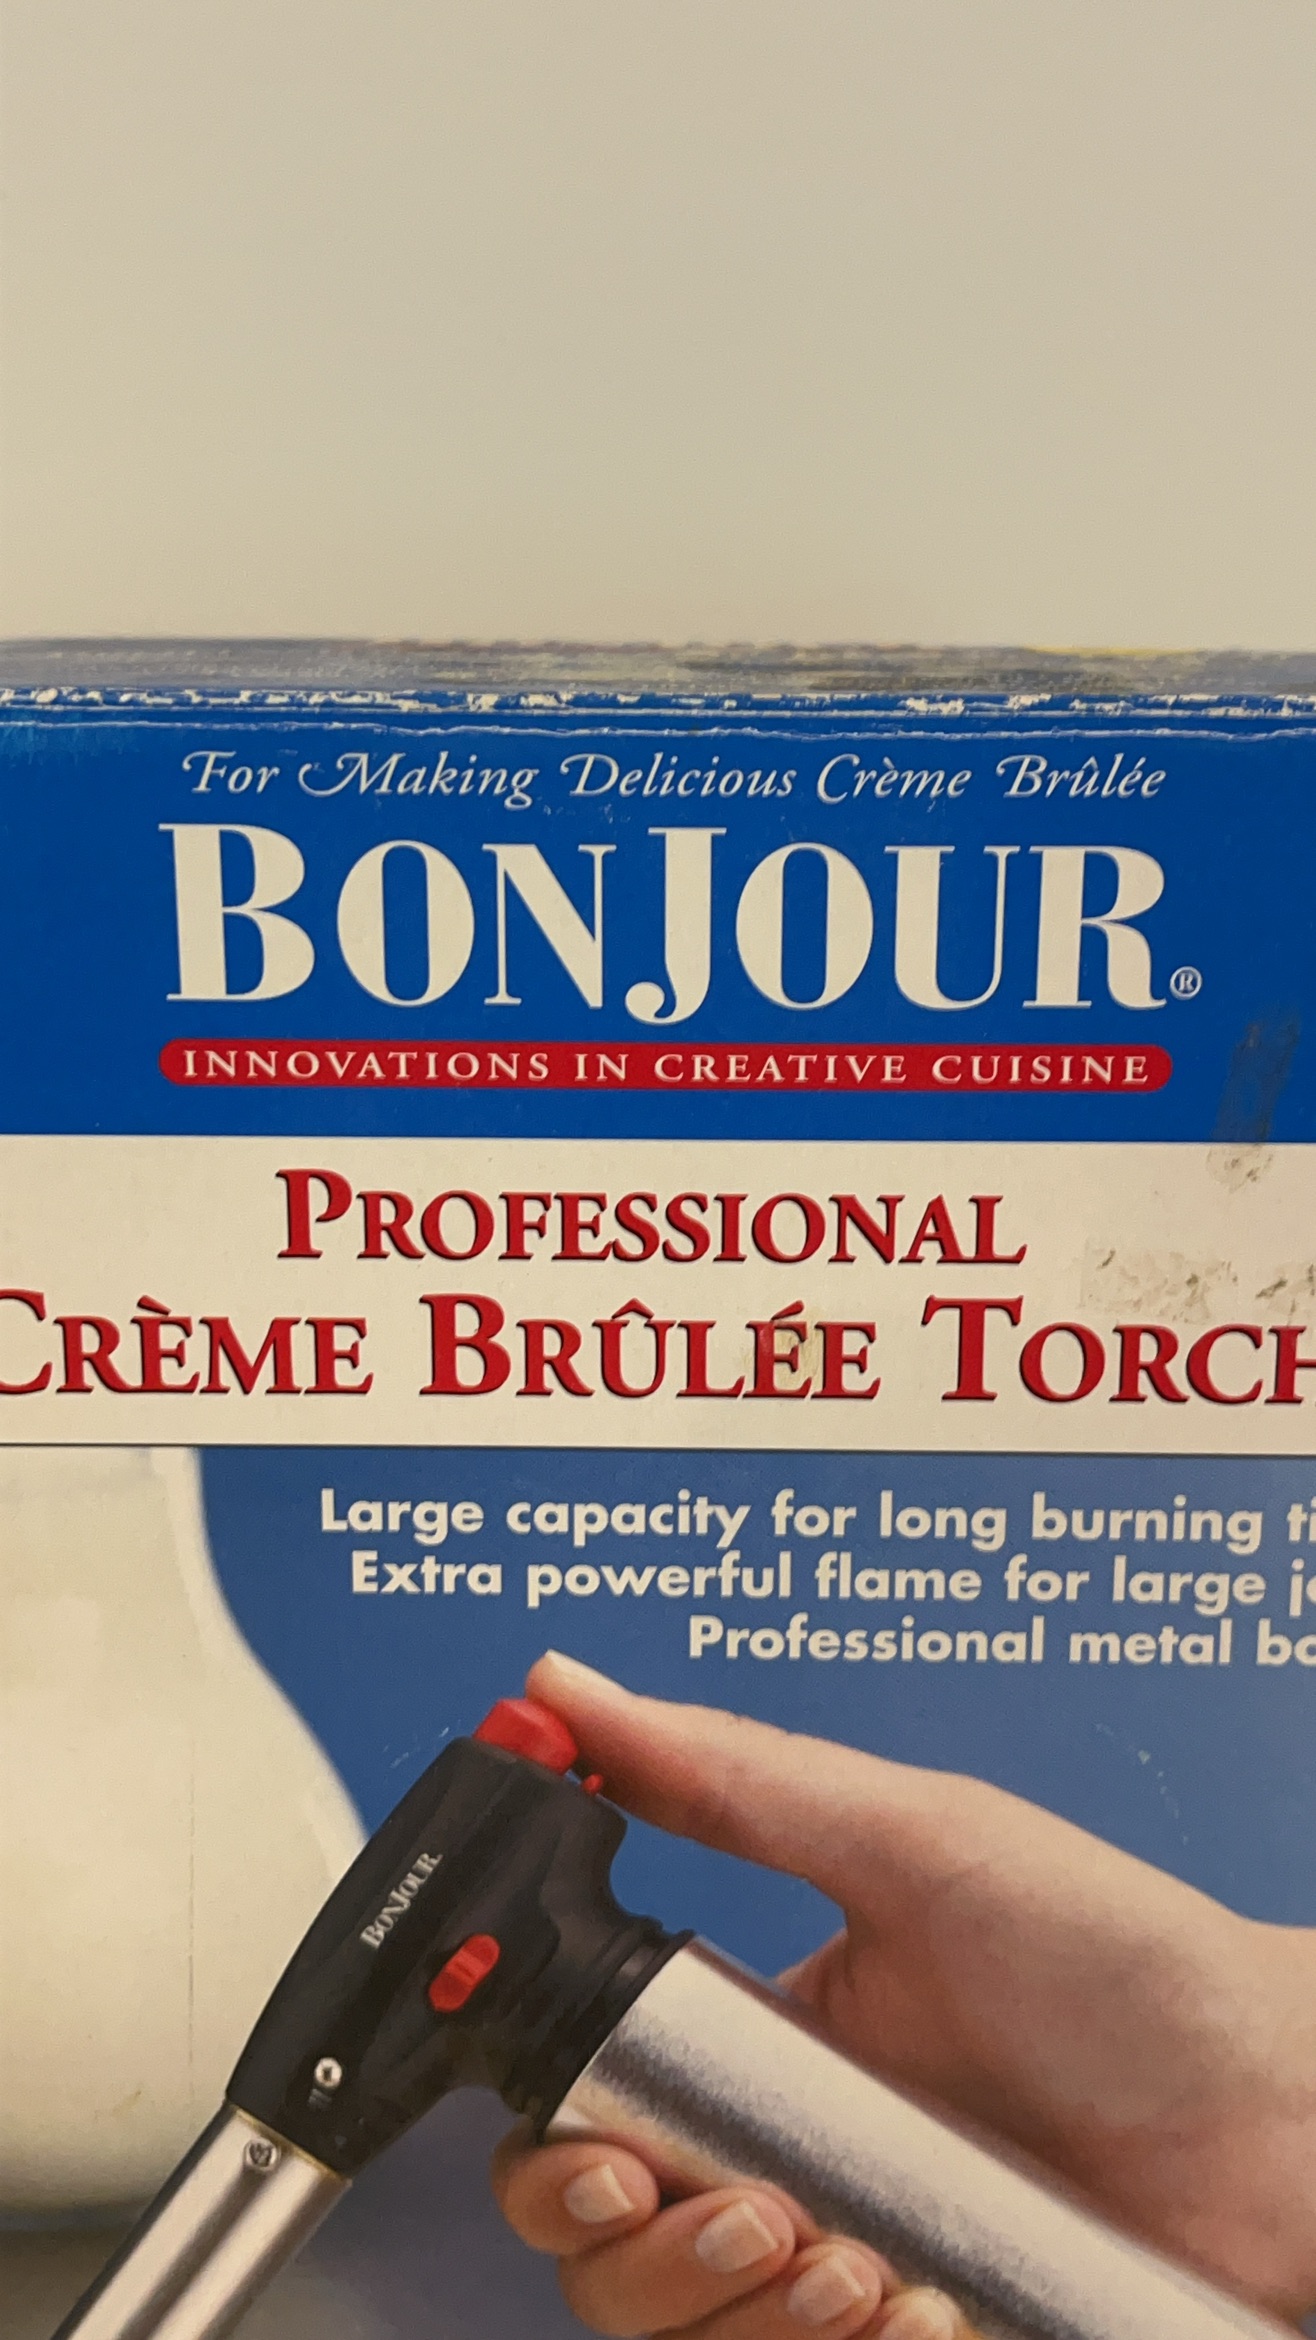 For Making Delicious Crème Brûlée
BONJOUR®
INNOVATIONS IN CREATIVE CUISINE
PROFESSIONAL
CRÈME BRÛLÉE TORCH
Large capacity for long burning
Extra powerful flame for large
Professional metal
BONJOUR